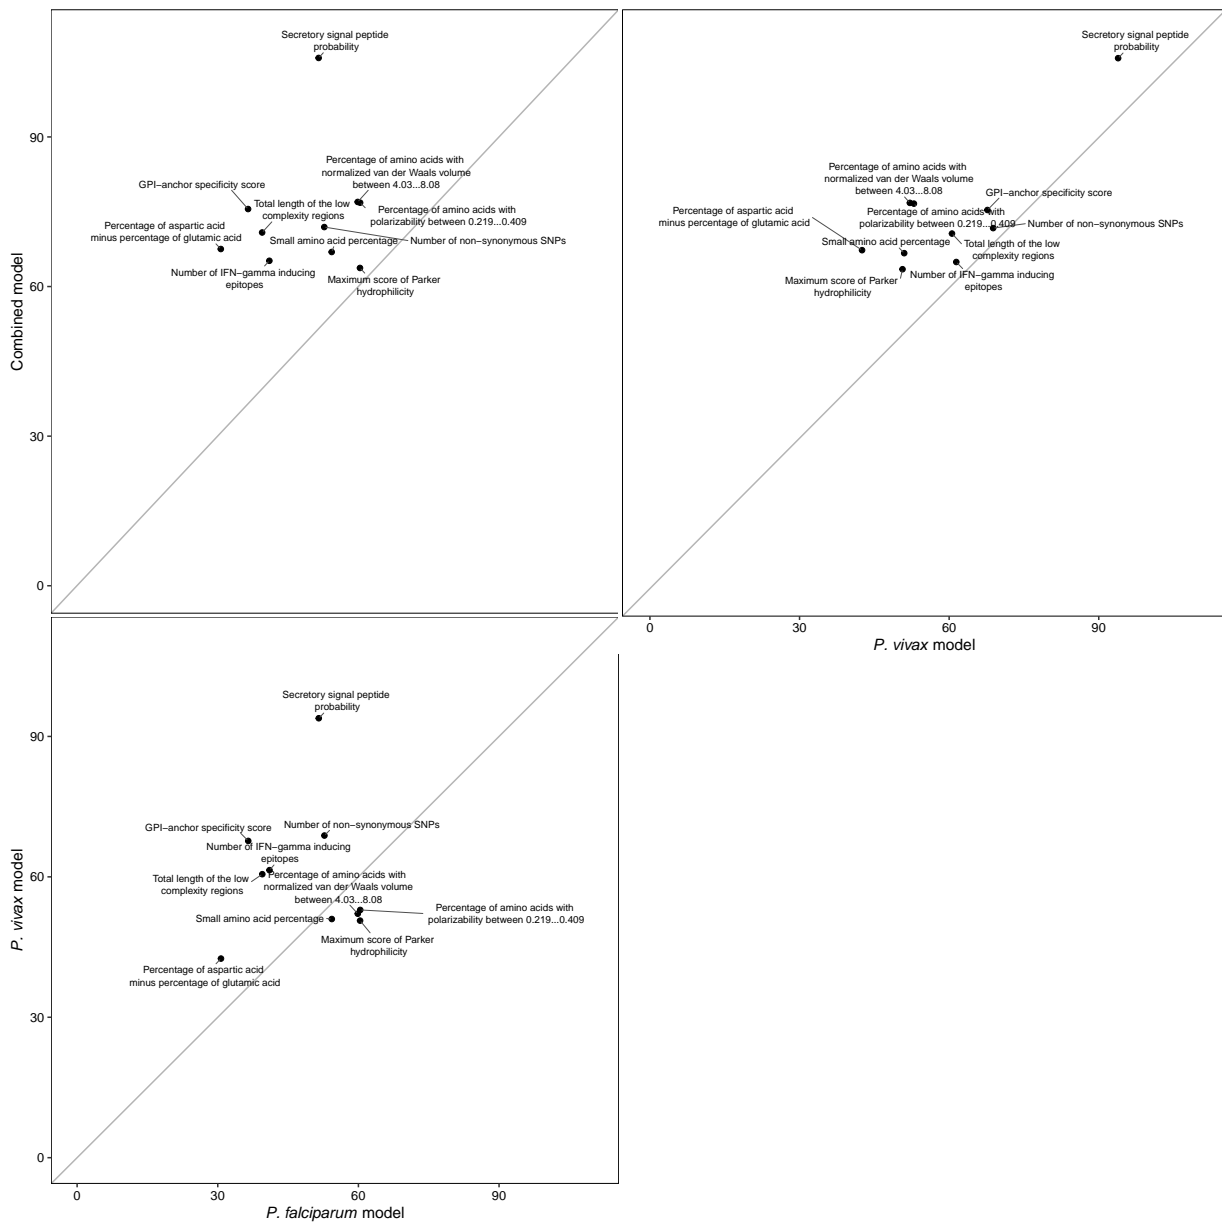 Secretory signal peptide
probability
Percentage of amino acids with
normalized van der Waals volume
between 4.03...8.08
GPI−anchor specificity score
Total length of the low
complexity regions
Percentage of amino acids with
polarizability between 0.219...0.409
Percentage of aspartic acid
minus percentage of glutamic acid
Small amino acid percentage
Number of non−synonymous SNPs
Number of IFN−gamma inducing
epitopes
Maximum score of Parker
hydrophilicity
90
60
30
0
Combined model
Secretory signal peptide
probability
Percentage of amino acids with
normalized van der Waals volume
between 4.03...8.08
GPI−anchor specificity score
Percentage of aspartic acid
minus percentage of glutamic acid
Percentage of amino acids with
polarizability between 0.219...0.409
Number of non−synonymous SNPs
Small amino acid percentage
Total length of the low
complexity regions
Maximum score of Parker
hydrophilicity
Number of IFN−gamma inducing
epitopes
0
30
60
90
P. vivax model
Secretory signal peptide
probability
GPI−anchor specificity score
Number of non−synonymous SNPs
Number of IFN−gamma inducing
epitopes
Total length of the low
complexity regions
Percentage of amino acids with
normalized van der Waals volume
between 4.03...8.08
Small amino acid percentage
Percentage of amino acids with
polarizability between 0.219...0.409
Maximum score of Parker
hydrophilicity
Percentage of aspartic acid
minus percentage of glutamic acid
90
60
30
0
P. vivax model
0
30
60
90
P. falciparum model